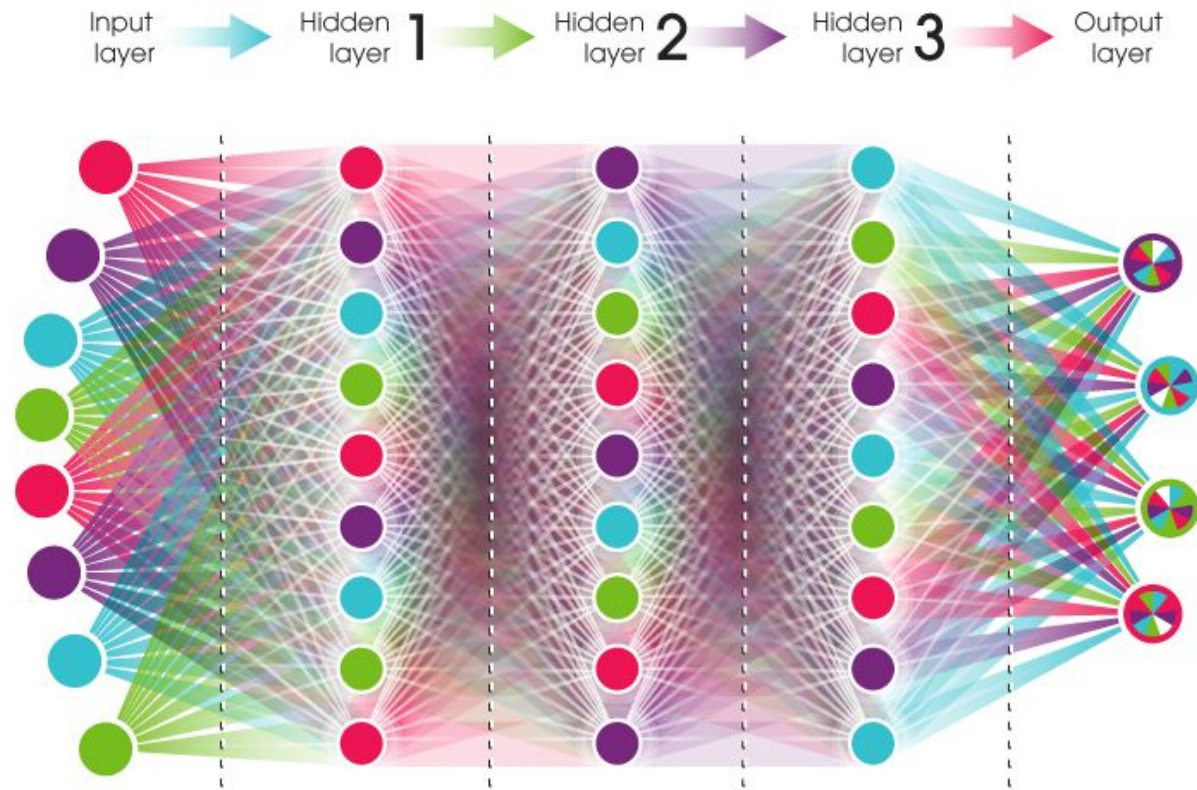 Input layer
Hidden layer 1
Hidden layer 2
Hidden layer 3
Output layer